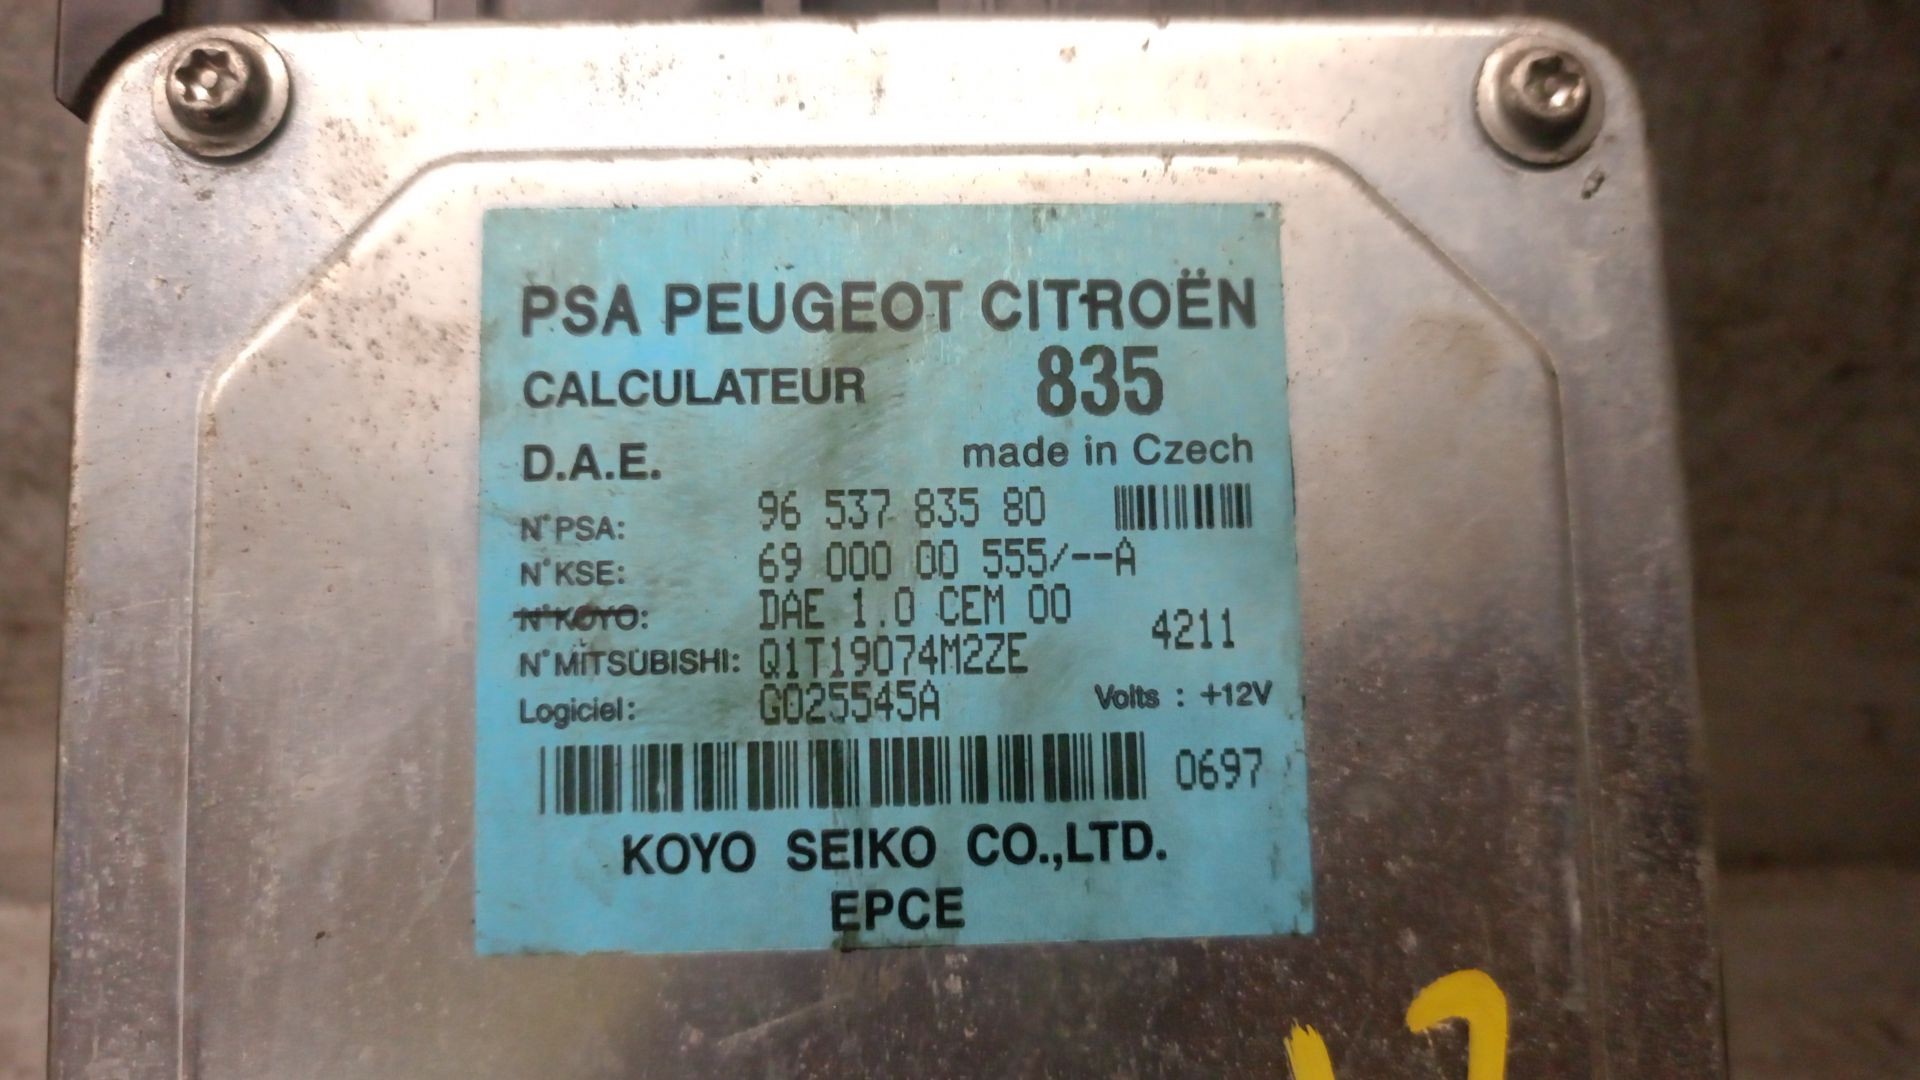 PSA PEUGEOT CITROËN
CALCULATEUR 835
D.A.E. made in Czech
N°PSA: 96 537 835 80
N°KSE: 69 000 00 555/--A
N°KOYO: DAE 1.0 CEM 00
4211
N°MITSUBISHI: Q1T19074M2ZE
Logiciel: G025545A Volts : +12V
0697
KOYO SEIKO CO.,LTD.
EPCE